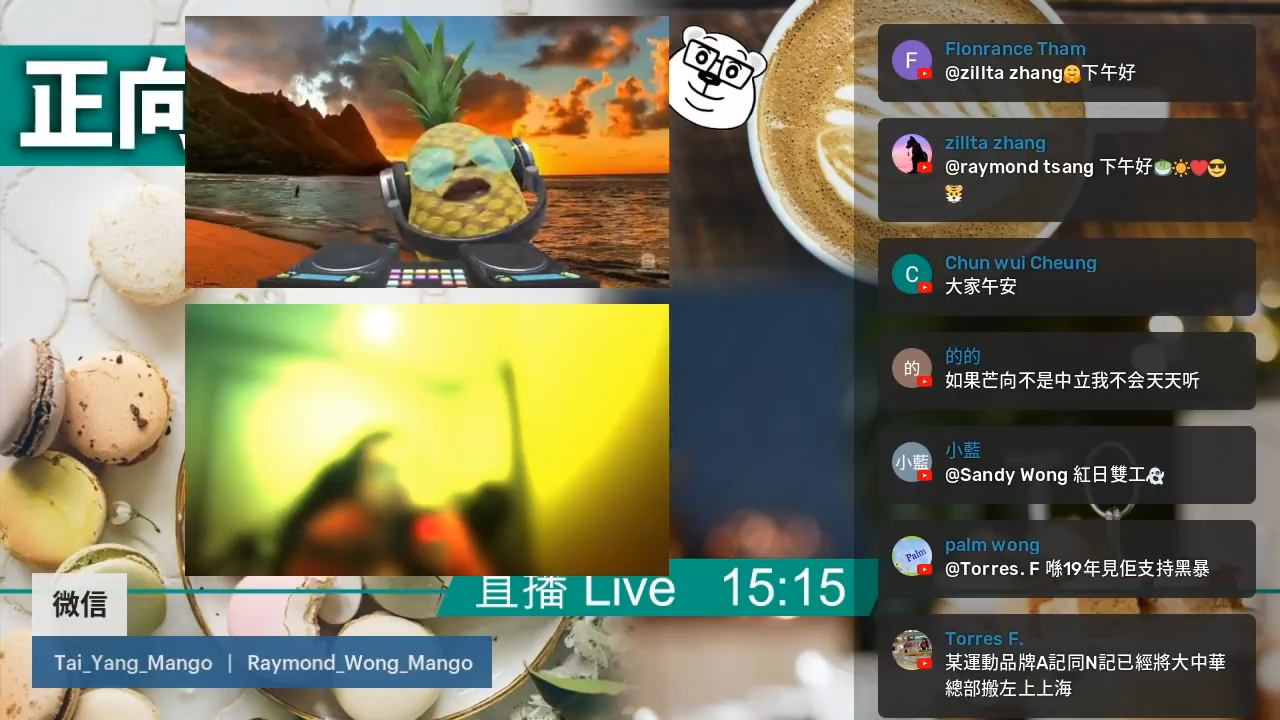 正向
F
Flonrance Tham
@zillta zhang🤗下午好
zillta zhang
@raymond tsang 下午好🥬☀️❤️😎
🐯
C
Chun wui Cheung
大家午安
的
的的
如果芒向不是中立我不会天天听
小藍
小藍
@Sandy Wong 紅日雙工👻
Palm
palm wong
@Torres. F 喺19年見佢支持黑暴
Torres F.
某運動品牌A記同N記已經將大中華
總部搬左上上海
直播 Live 15:15
微信
Tai_Yang_Mango | Raymond_Wong_Mango